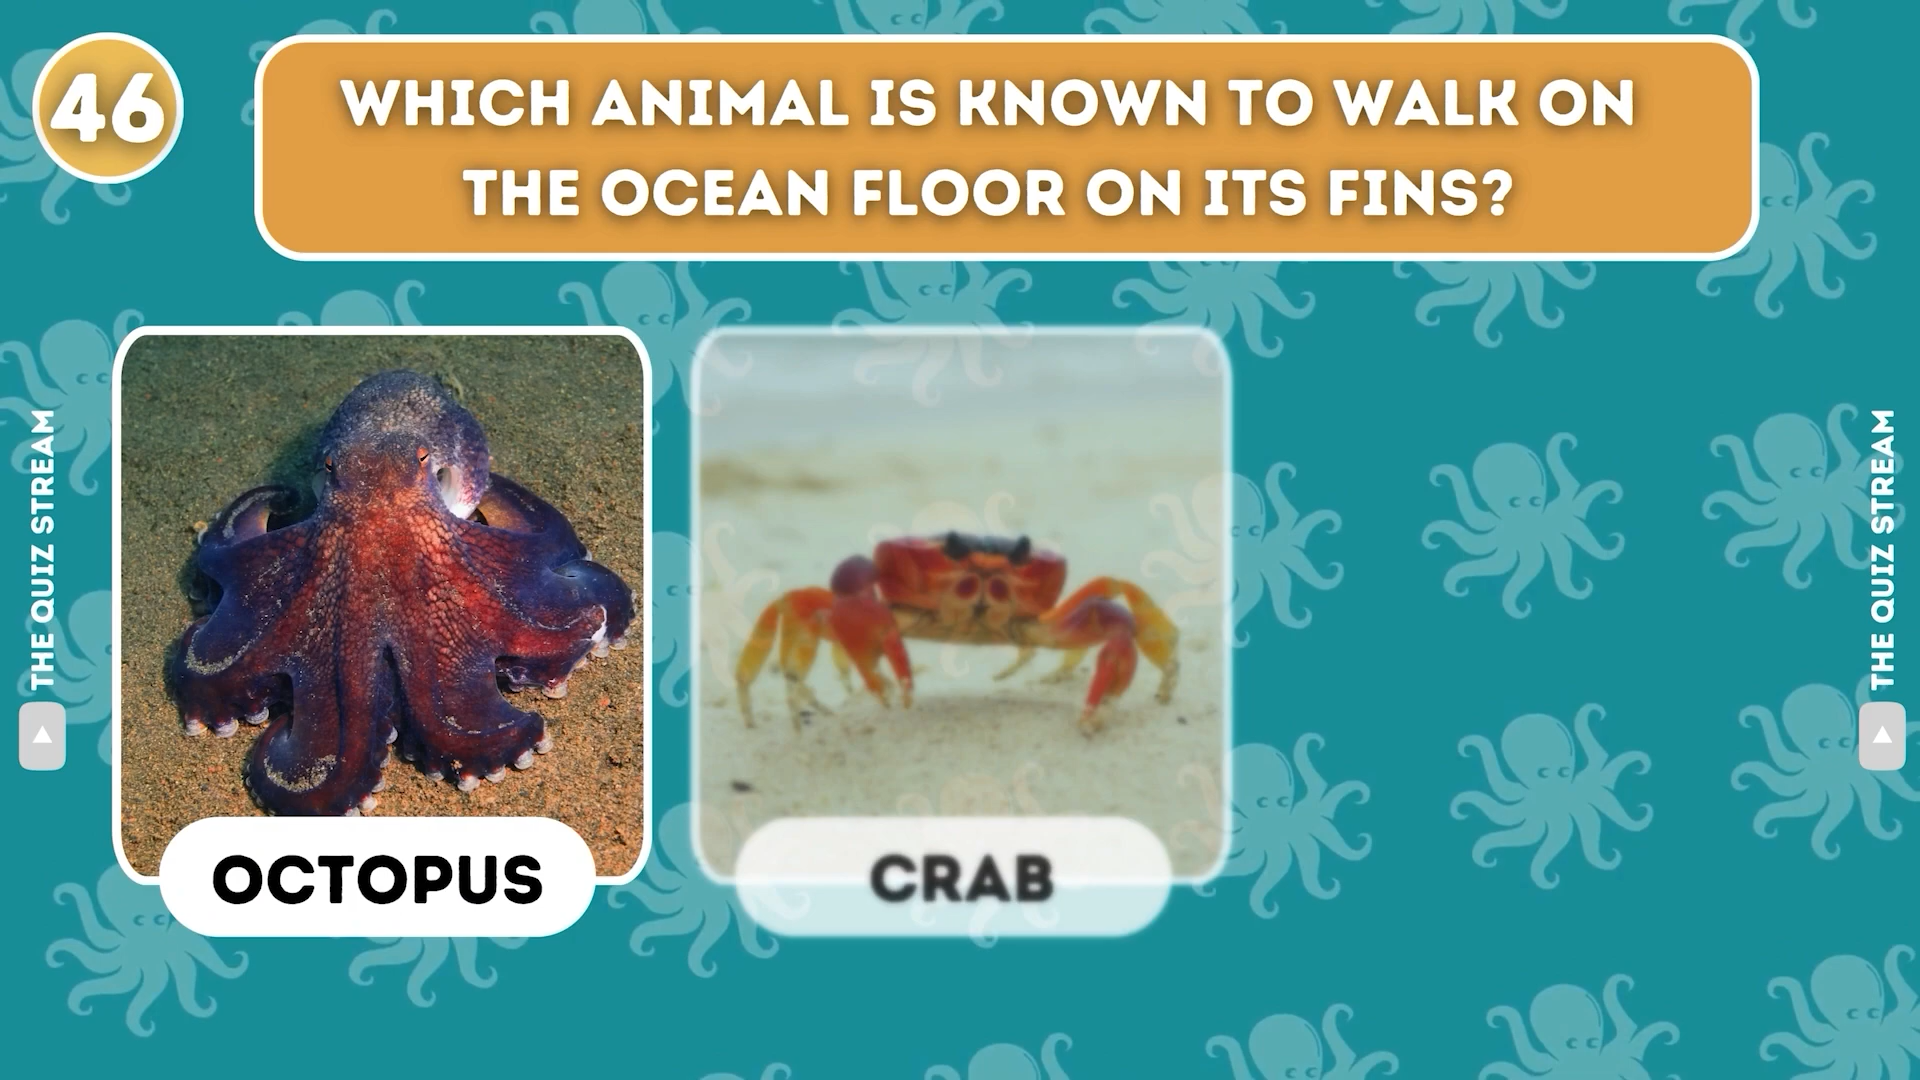 46
WHICH ANIMAL IS KNOWN TO WALK ON
THE OCEAN FLOOR ON ITS FINS?
THE QUIZ STREAM
OCTOPUS
CRAB
THE QUIZ STREAM